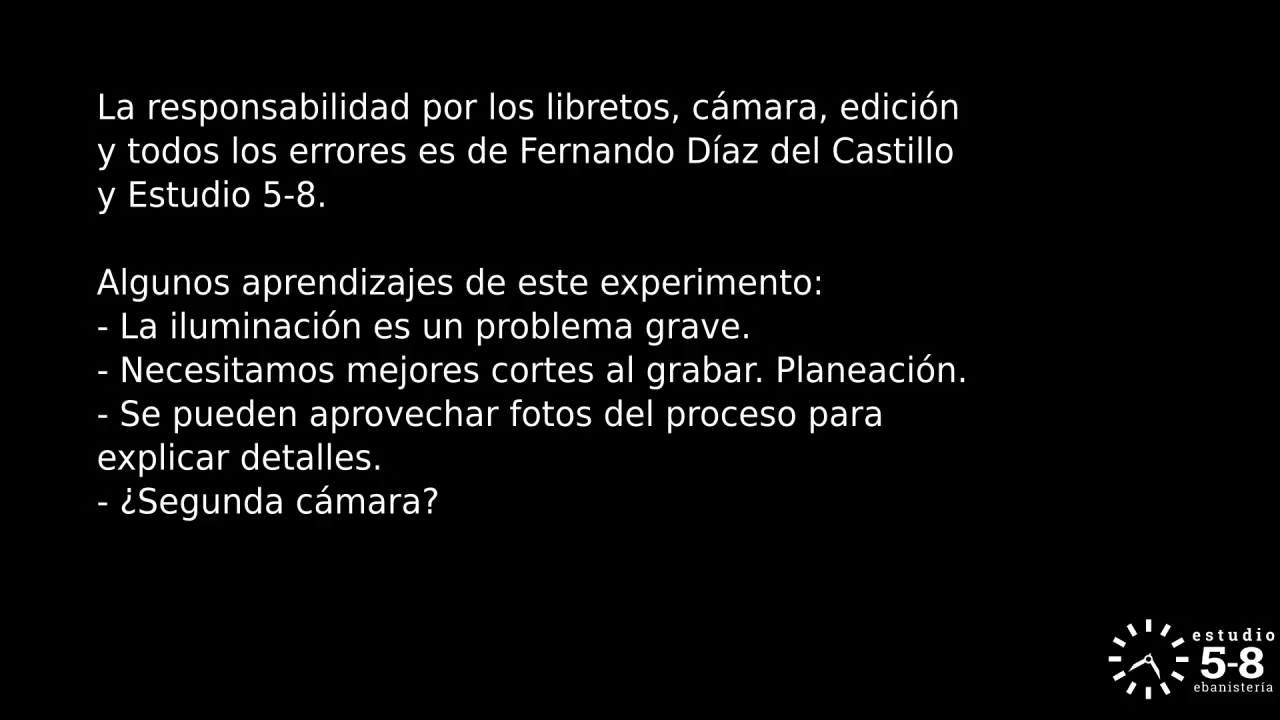 La responsabilidad por los libretos, cámara, edición
y todos los errores es de Fernando Díaz del Castillo
y Estudio 5-8.
Algunos aprendizajes de este experimento:
- La iluminación es un problema grave.
- Necesitamos mejores cortes al grabar. Planeación.
- Se pueden aprovechar fotos del proceso para
explicar detalles.
- ¿Segunda cámara?
estudio
5-8
ebanistería